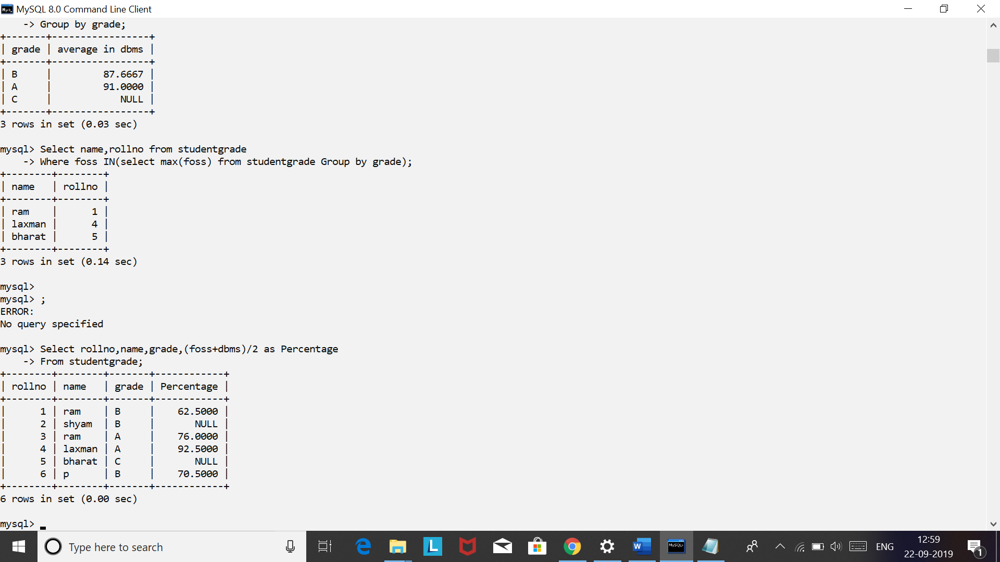 MySQL 8.0 Command Line Client
    -> Group by grade;
+-------+-----------------+
| grade | average in dbms |
+-------+-----------------+
| B     |         87.6667 |
| A     |         91.0000 |
| C     |            NULL |
+-------+-----------------+
3 rows in set (0.03 sec)
mysql> Select name,rollno from studentgrade
    -> Where foss IN(select max(foss) from studentgrade Group by grade);
+--------+--------+
| name   | rollno |
+--------+--------+
| ram    |      1 |
| laxman |      4 |
| bharat |      5 |
+--------+--------+
3 rows in set (0.14 sec)
mysql>
mysql> ;
ERROR:
No query specified
mysql> Select rollno,name,grade,(foss+dbms)/2 as Percentage
    -> From studentgrade;
+--------+--------+-------+------------+
| rollno | name   | grade | Percentage |
+--------+--------+-------+------------+
|      1 | ram    | B     |    62.5000 |
|      2 | shyam  | B     |       NULL |
|      3 | ram    | A     |    76.0000 |
|      4 | laxman | A     |    92.5000 |
|      5 | bharat | C     |       NULL |
|      6 | p      | B     |    70.5000 |
+--------+--------+-------+------------+
6 rows in set (0.00 sec)
mysql>
Type here to search
L
W
MySQL
ENG
12:59
22-09-2019
1